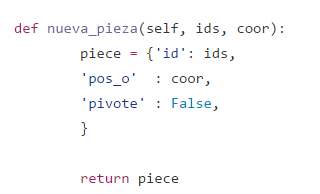 def nueva_pieza(self, ids, coor):
        piece = {'id': ids,
        'pos_o'  : coor,
        'pivote' : False,
        }

        return piece